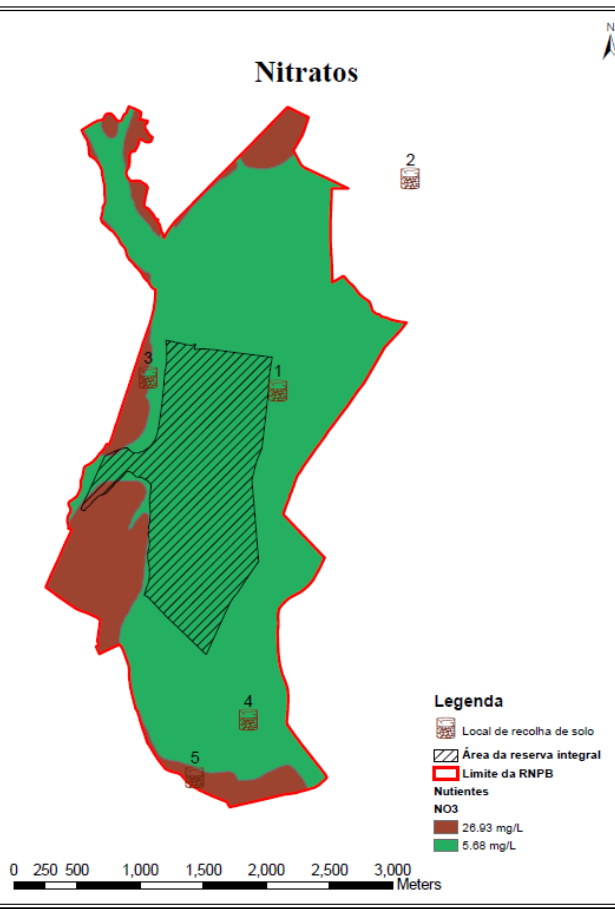 N
Nitratos
2
3
1
4
5
Legenda
Local de recolha de solo
Área da reserva integral
Limite da RNPB
Nutientes
NO3
26.93 mg/L
5.68 mg/L
0 250 500 1,000 1,500 2,000 2,500 3,000
Meters